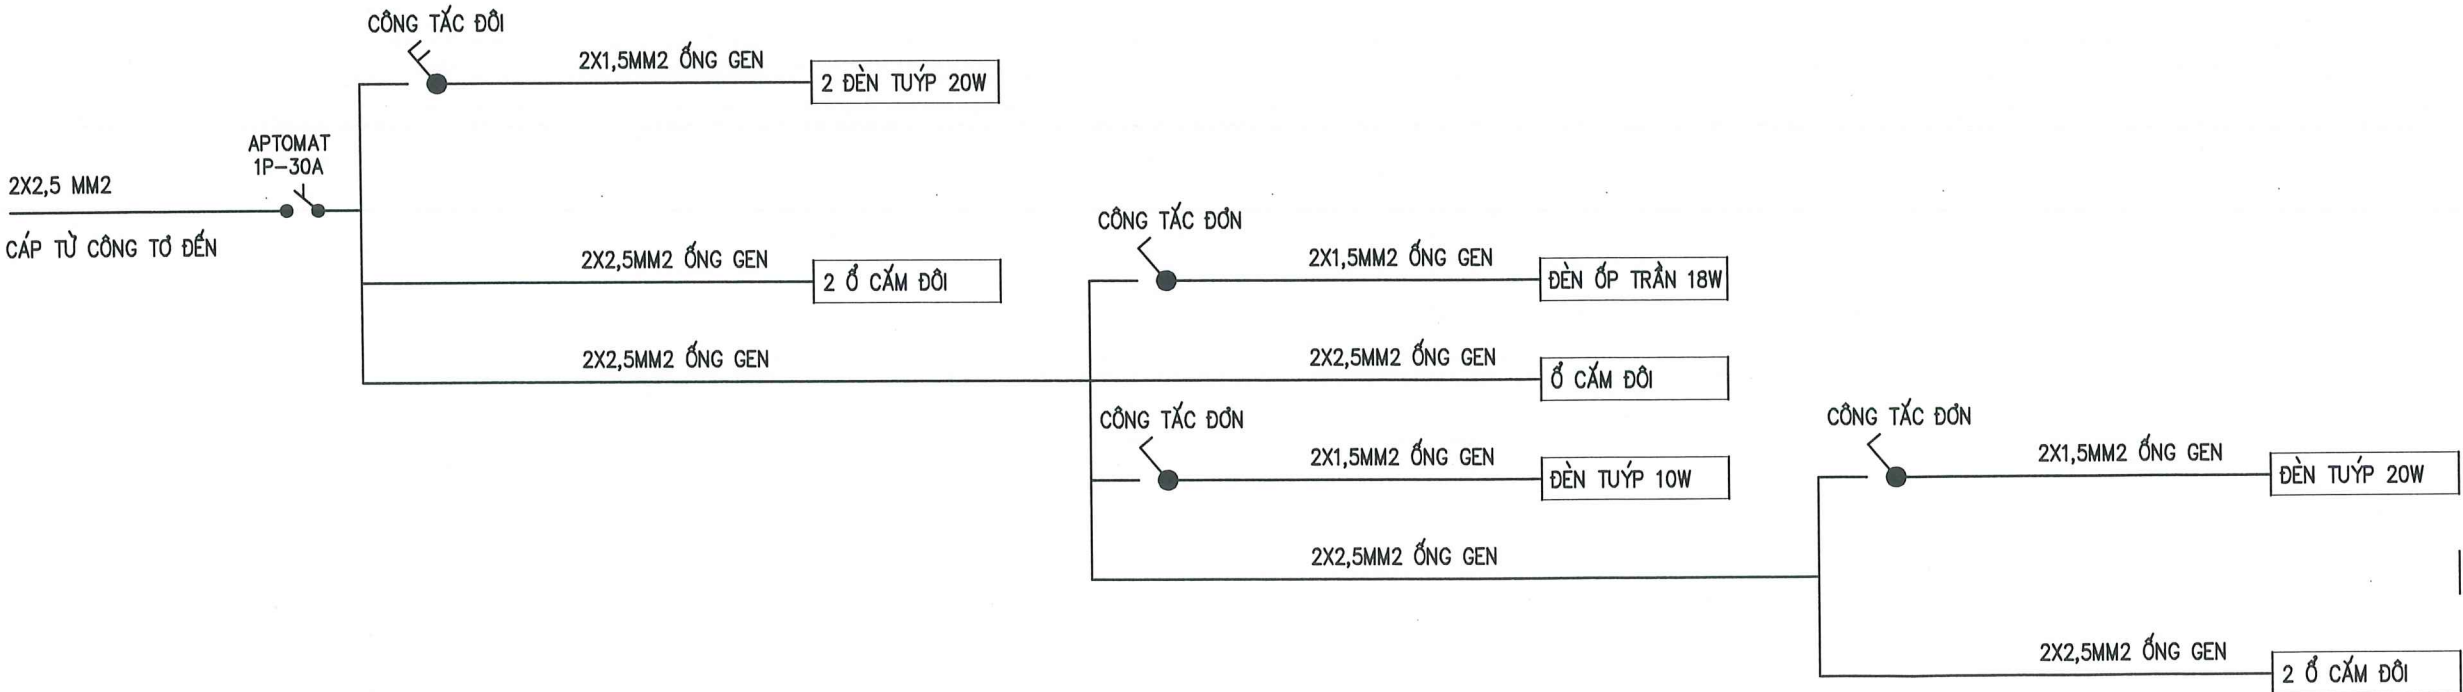 CÔNG TẮC ĐÔI
2X1,5MM2 ỐNG GEN
2 ĐÈN TUÝP 20W
APTOMAT
1P-30A
2X2,5 MM2
CÁP TỪ CÔNG TƠ ĐẾN
2X2,5MM2 ỐNG GEN
2 Ổ CẮM ĐÔI
2X2,5MM2 ỐNG GEN
CÔNG TẮC ĐƠN
2X1,5MM2 ỐNG GEN
ĐÈN ỐP TRẦN 18W
2X2,5MM2 ỐNG GEN
Ổ CẮM ĐÔI
CÔNG TẮC ĐƠN
2X1,5MM2 ỐNG GEN
ĐÈN TUÝP 10W
2X2,5MM2 ỐNG GEN
CÔNG TẮC ĐƠN
2X1,5MM2 ỐNG GEN
ĐÈN TUÝP 20W
2X2,5MM2 ỐNG GEN
2 Ổ CẮM ĐÔI